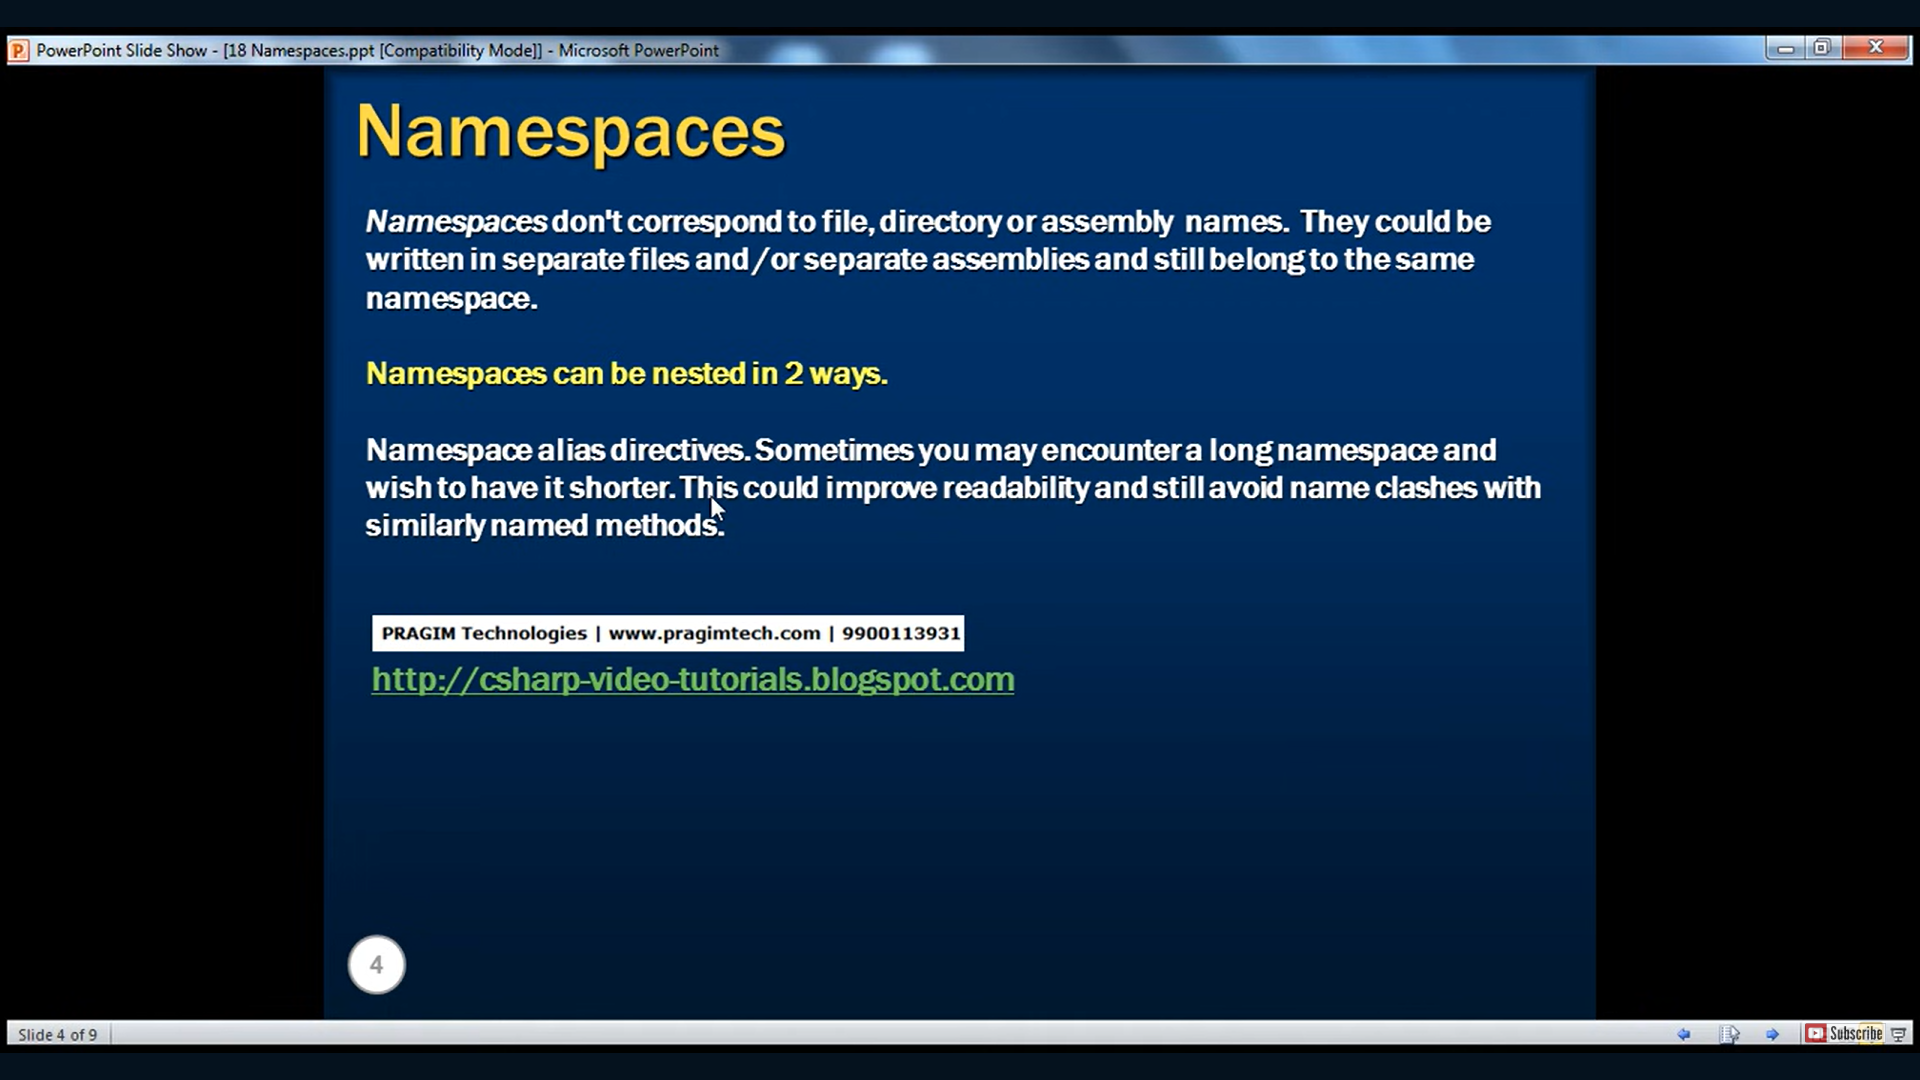 PowerPoint Slide Show - [18 Namespaces.ppt [Compatibility Mode]] - Microsoft PowerPoint
Namespaces
Namespaces don't correspond to file, directory or assembly names. They could be
written in separate files and/or separate assemblies and still belong to the same
namespace.
Namespaces can be nested in 2 ways.
Namespace alias directives. Sometimes you may encounter a long namespace and
wish to have it shorter. This could improve readability and still avoid name clashes with
similarly named methods.
PRAGIM Technologies | www.pragimtech.com | 9900113931
http://csharp-video-tutorials.blogspot.com
4
Slide 4 of 9
Subscribe